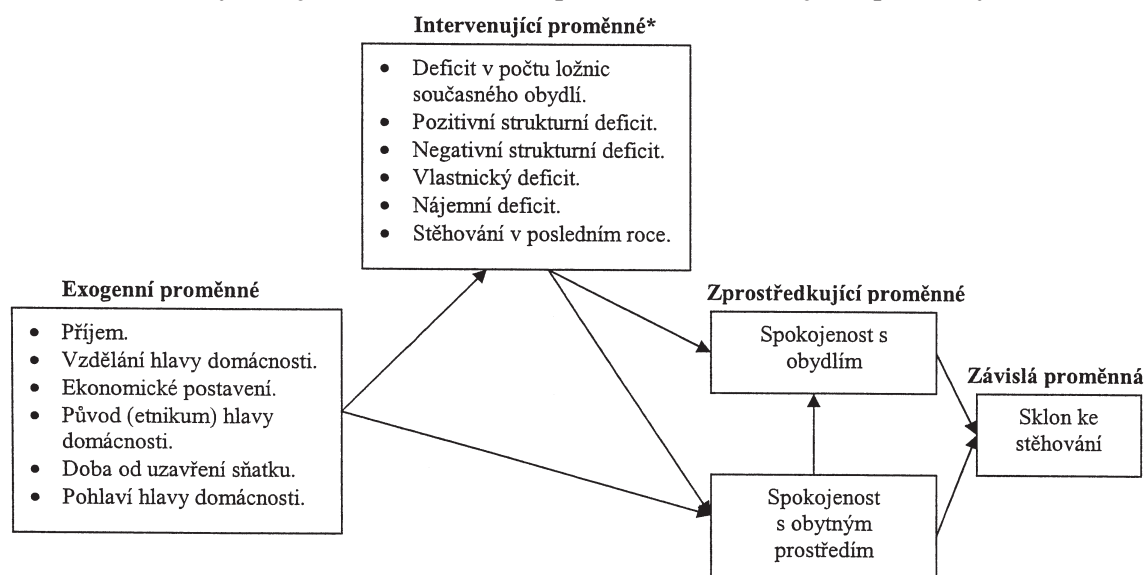 Intervenující proměnné*
• Deficit v počtu ložnic
současného obydlí.
• Pozitivní strukturní deficit.
• Negativní strukturní deficit.
• Vlastnický deficit.
• Nájemní deficit.
• Stěhování v posledním roce.
Exogenní proměnné
• Příjem.
• Vzdělání hlavy domácnosti.
• Ekonomické postavení.
• Původ (etnikum) hlavy
domácnosti.
• Doba od uzavření sňatku.
• Pohlaví hlavy domácnosti.
Zprostředkující proměnné
Spokojenost s
obydlím
Spokojenost
s obytným
prostředím
Závislá proměnná
Sklon ke
stěhování